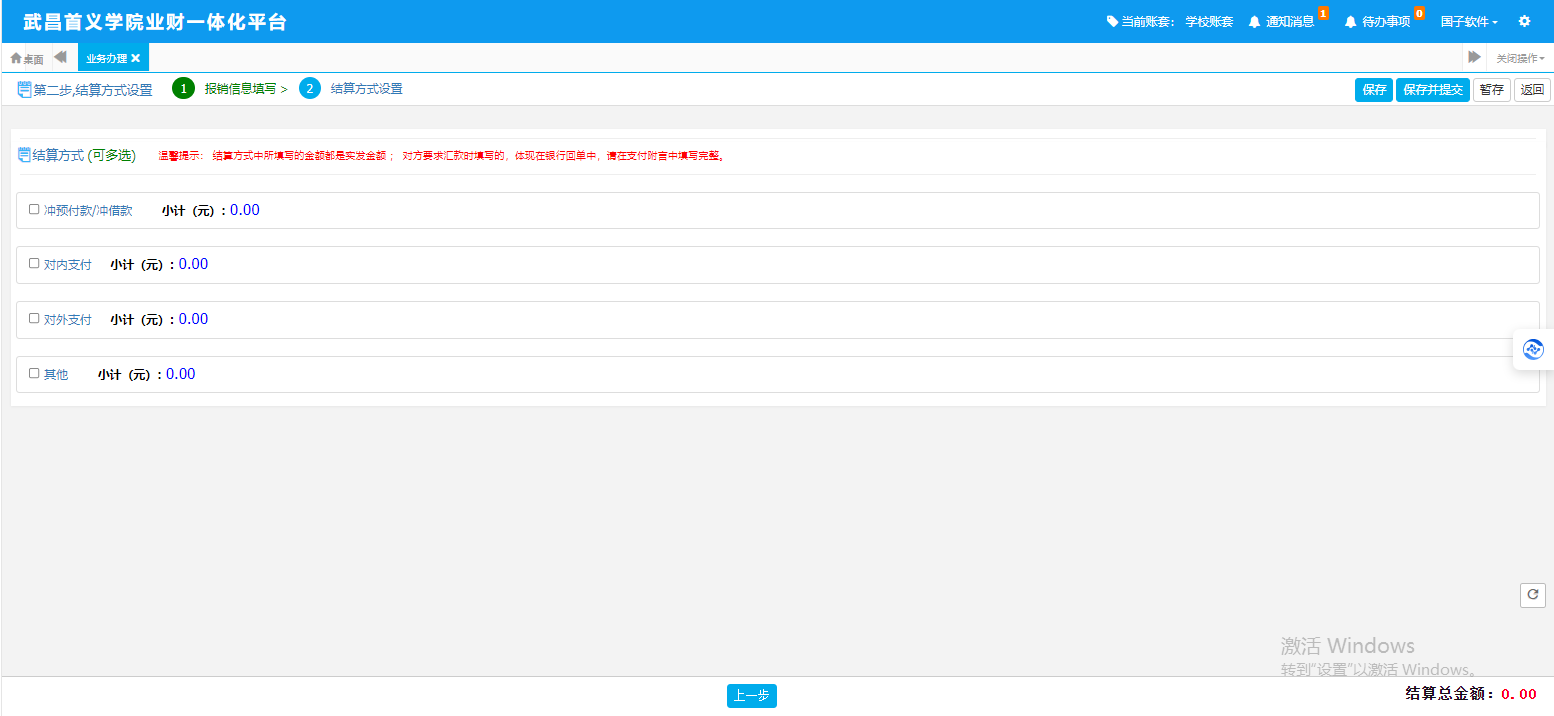 武昌首义学院业财一体化平台 当前账套： 学校账套 通知消息 1 待办事项 0 国子软件
桌面 业务办理 关闭操作
第二步,结算方式设置 1 报销信息填写 > 2 结算方式设置 保存 保存并提交 暂存 返回
结算方式 (可多选) 温馨提示： 结算方式中所填写的金额都是实发金额； 对方要求汇款时填写的，体现在银行回单中，请在支付附言中填写完整。
冲预付款/冲借款 小计（元）: 0.00
对内支付 小计（元）: 0.00
对外支付 小计（元）: 0.00
其他 小计（元）: 0.00
激活 Windows
转到"设置"以激活 Windows。
上一步 结算总金额: 0.00